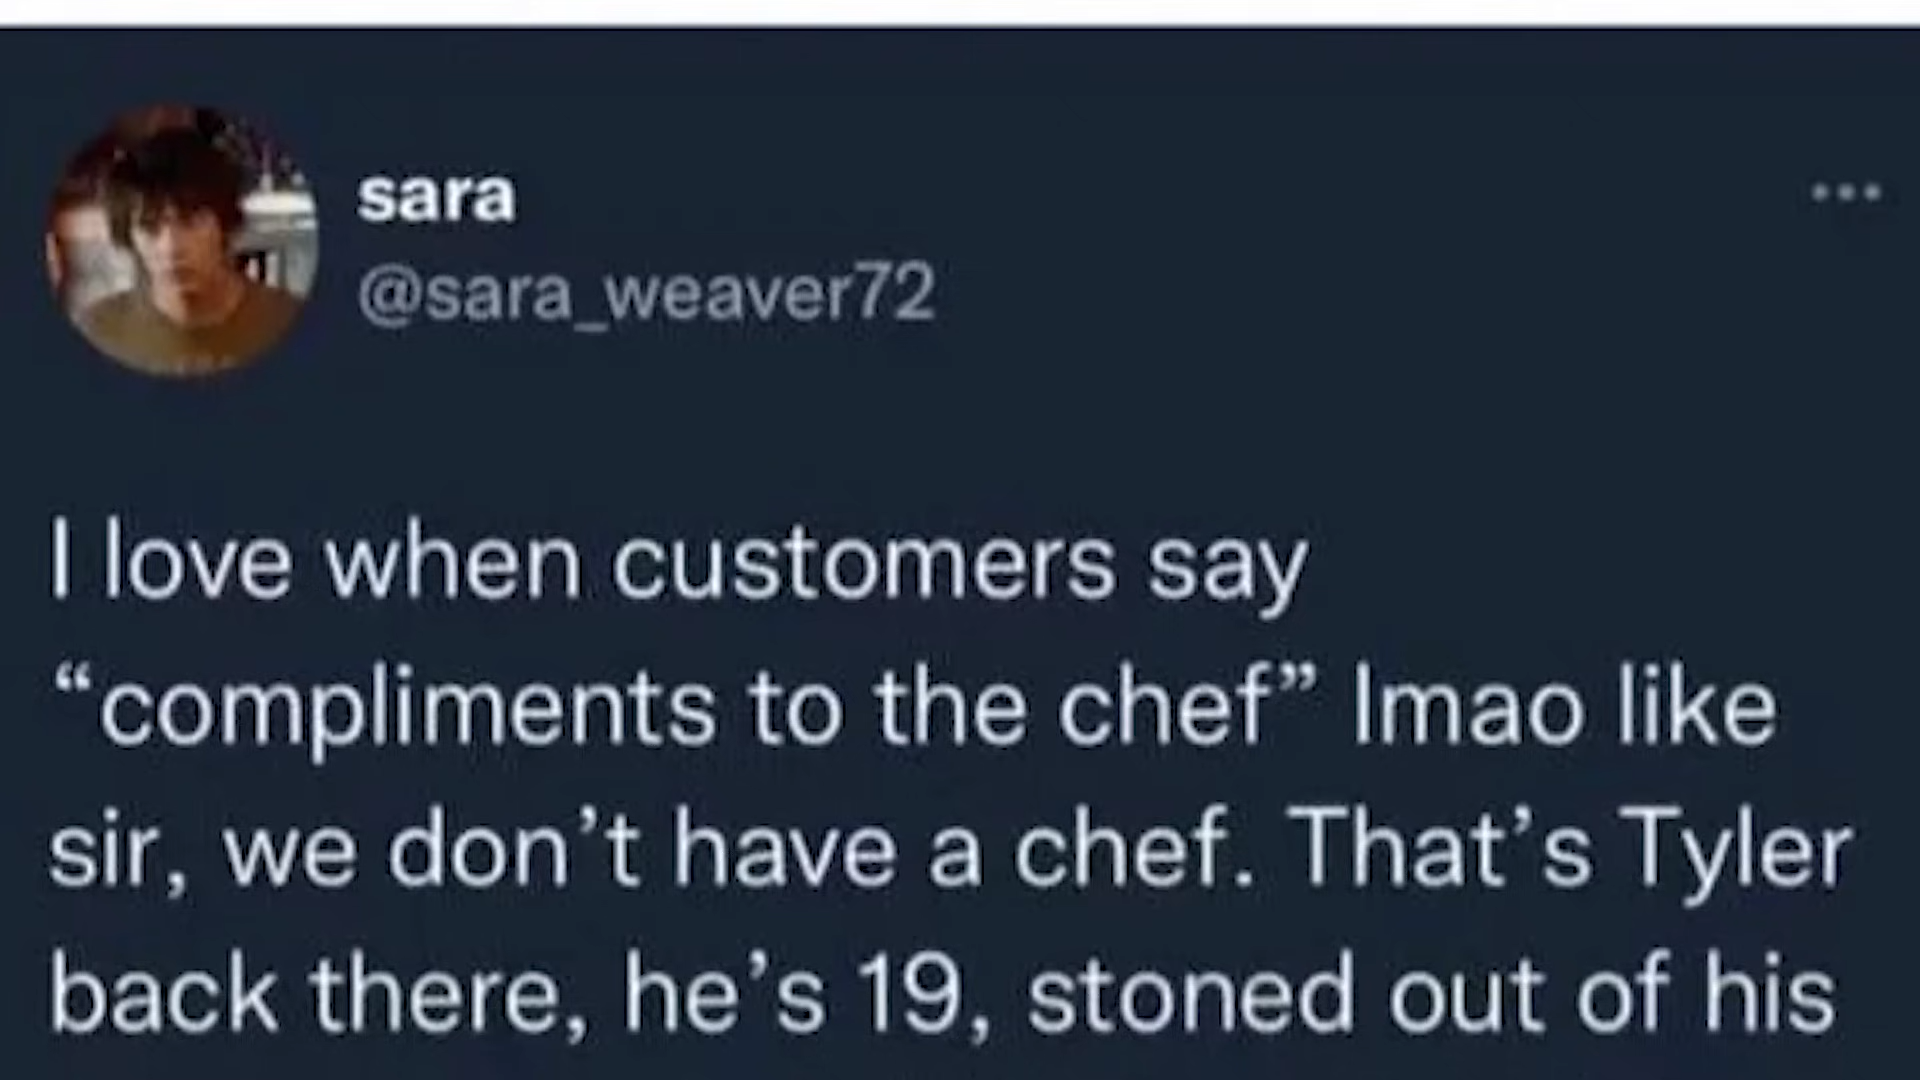 sara
@sara_weaver72
I love when customers say
“compliments to the chef” lmao like
sir, we don’t have a chef. That’s Tyler
back there, he’s 19, stoned out of his